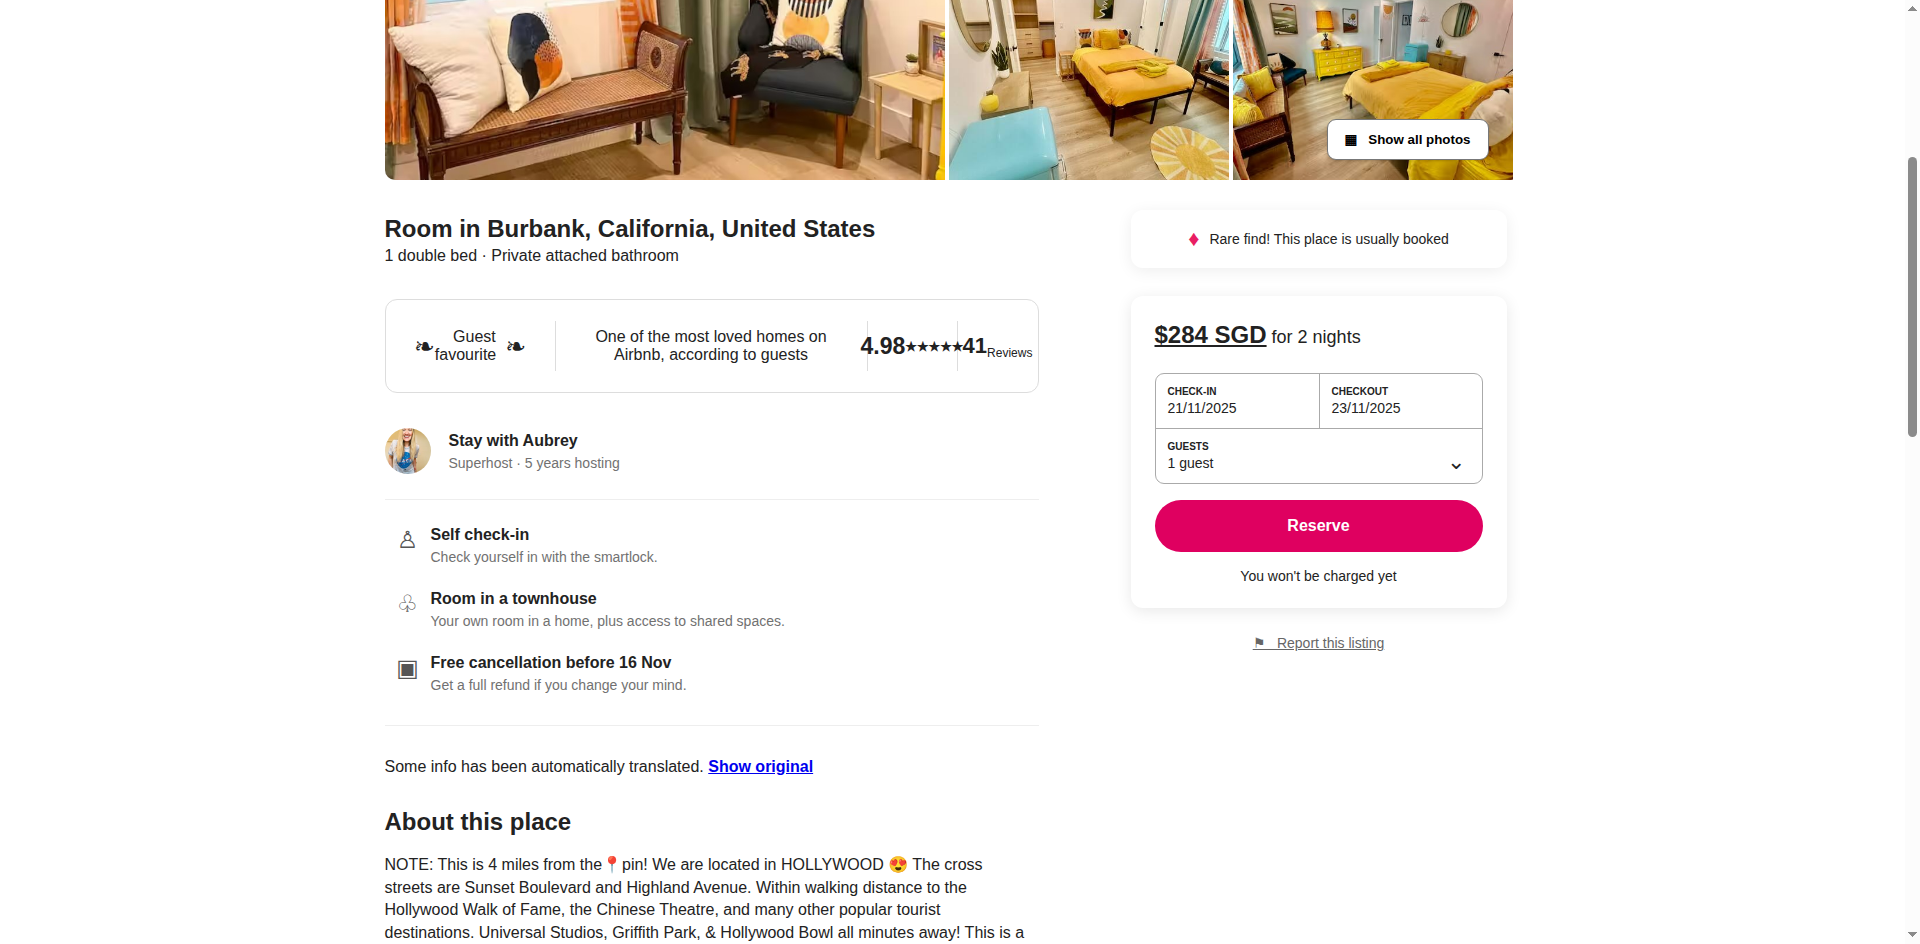 Show all photos
Room in Burbank, California, United States
1 double bed · Private attached bathroom
Guest
favourite
One of the most loved homes on
Airbnb, according to guests
4.98★★★★★
41 Reviews
Stay with Aubrey
Superhost · 5 years hosting
Self check-in
Check yourself in with the smartlock.
Room in a townhouse
Your own room in a home, plus access to shared spaces.
Free cancellation before 16 Nov
Get a full refund if you change your mind.
Some info has been automatically translated. Show original
About this place
NOTE: This is 4 miles from the📍pin! We are located in HOLLYWOOD 😍 The cross
streets are Sunset Boulevard and Highland Avenue. Within walking distance to the
Hollywood Walk of Fame, the Chinese Theatre, and many other popular tourist
destinations. Universal Studios, Griffith Park, & Hollywood Bowl all minutes away! This is a
Rare find! This place is usually booked
$284 SGD for 2 nights
CHECK-IN
21/11/2025
CHECKOUT
23/11/2025
GUESTS
1 guest
Reserve
You won't be charged yet
Report this listing